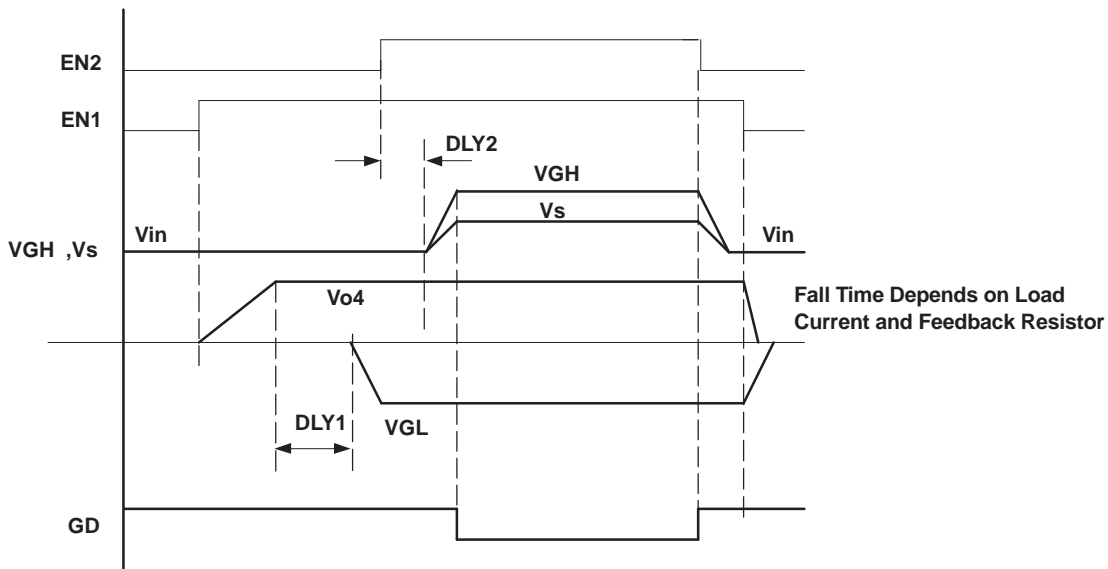 EN2
EN1
DLY2
VGH
Vs
Vin
Vin
VGH ,Vs
Vo4
Fall Time Depends on Load
Current and Feedback Resistor
DLY1
VGL
GD